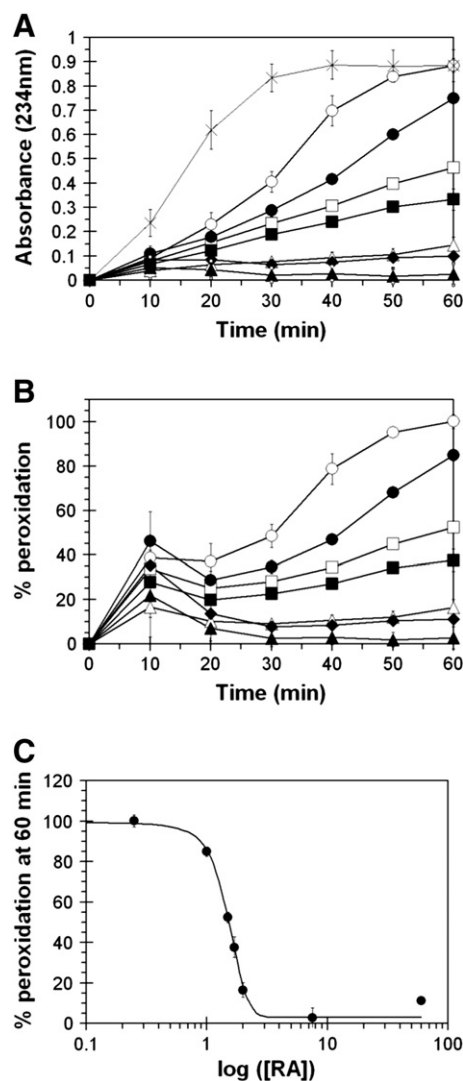 A
Absorbance (234nm)
1
0.9
0.8
0.7
0.6
0.5
0.4
0.3
0.2
0.1
0
0 10 20 30 40 50 60
Time (min)
B
% peroxidation
100
80
60
40
20
0
0 10 20 30 40 50 60
Time (min)
C
% peroxidation at 60 min
120
100
80
60
40
20
0
0.1 1 10 100
log ([RA])